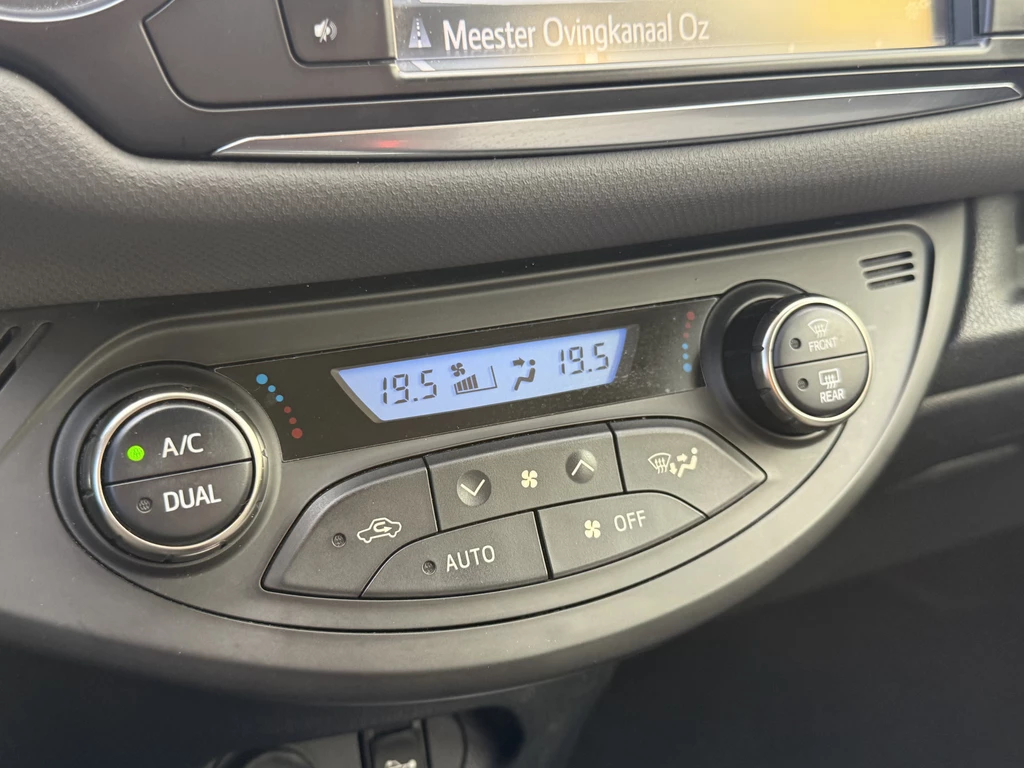 Meester Ovingkanaal Oz
19.5 19.5
FRONT
REAR
A/C
DUAL
AUTO
OFF